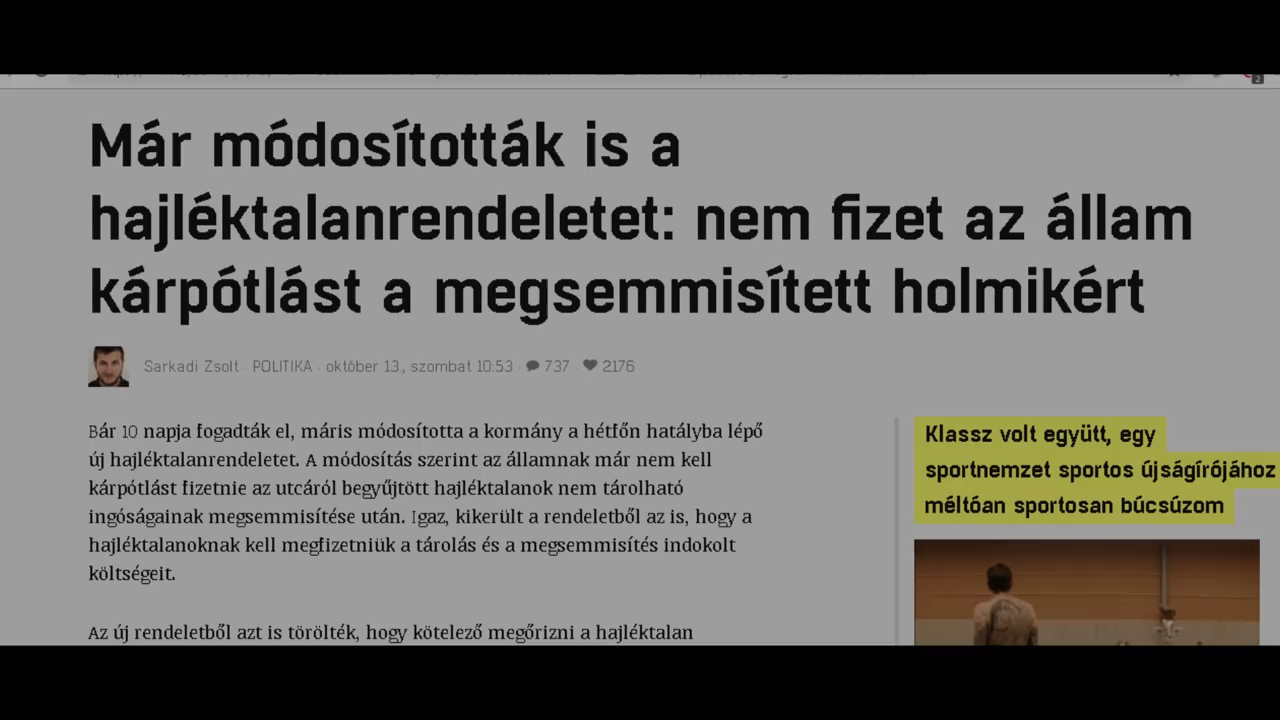 Már módosították is a
hajléktalanrendeletet: nem fizet az állam
kárpótlást a megsemmisített holmikért
Sarkadi Zsolt · POLITIKA · október 13., szombat 10:53 · 737 · 2176
Bár 10 napja fogadták el, máris módosította a kormány a hétfőn hatályba lépő
új hajléktalanrendeletet. A módosítás szerint az államnak már nem kell
kárpótlást fizetnie az utcáról begyűjtött hajléktalanok nem tárolható
ingóságainak megsemmisítése után. Igaz, kikerült a rendeletből az is, hogy a
hajléktalanoknak kell megfizetniük a tárolás és a megsemmisítés indokolt
költségeit.
Az új rendeletből azt is törölték, hogy kötelező megőrizni a hajléktalan
Klassz volt együtt, egy
sportnemzet sportos újságírójához
méltóan sportosan búcsúzom
2